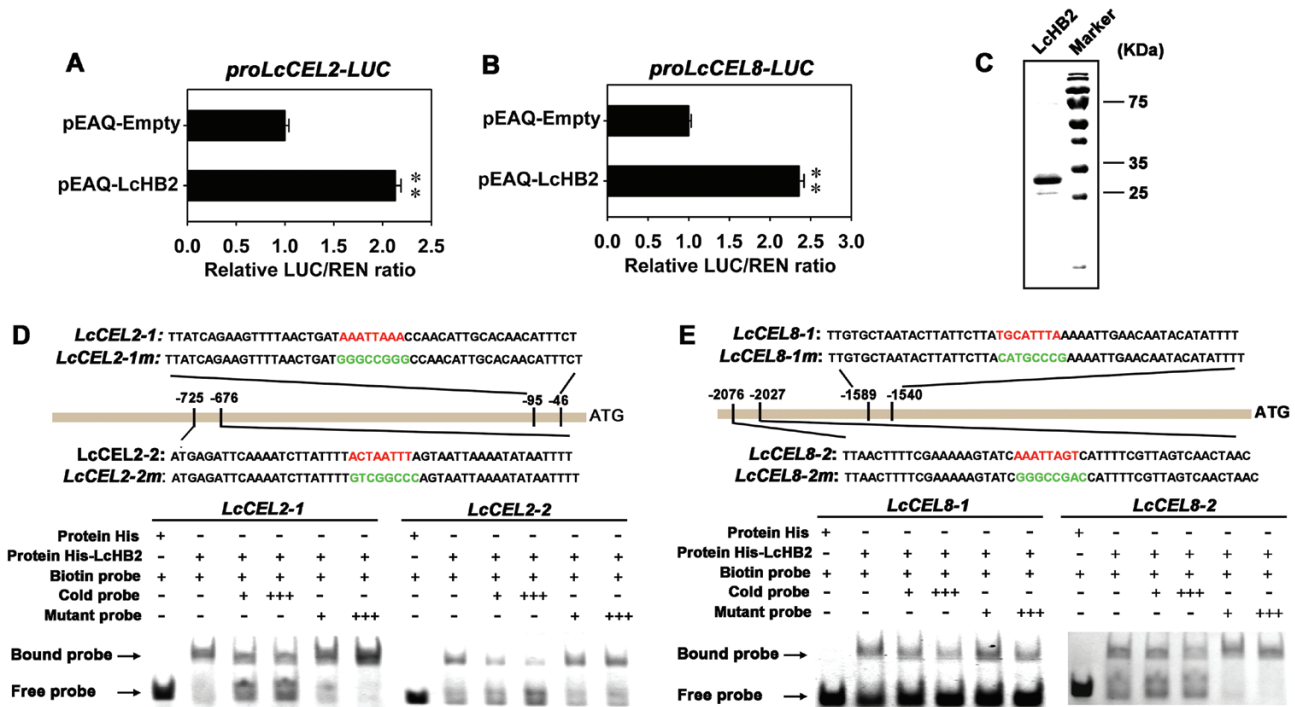 A
proLcCEL2-LUC
pEAQ-Empty
pEAQ-LcHB2
* *
0.0 0.5 1.0 1.5 2.0 2.5
Relative LUC/REN ratio
B
proLcCEL8-LUC
pEAQ-Empty
pEAQ-LcHB2
* *
0.0 0.5 1.0 1.5 2.0 2.5 3.0
Relative LUC/REN ratio
C
LcHB2 Marker (KDa)
75
35
25
D
LcCEL2-1: TTATCAGAAGTTTTAACTGATAAATTAAACCAACATTGCACAACATTTCT
LcCEL2-1m: TTATCAGAAGTTTTAACTGATGGGCCGGGCCAACATTGCACAACATTTCT
-725 -676 -95 -46 ATG
LcCEL2-2: ATGAGATTCAAAATCTTATTTTACTAATTTAGTAATTAAAATATAATTTT
LcCEL2-2m: ATGAGATTCAAAATCTTATTTTGTCGGCCCAGTAATTAAAATATAATTTT
LcCEL2-1 LcCEL2-2
Protein His + - - - - - + - - - - -
Protein His-LcHB2 - + + + + + - + + + + +
Biotin probe + + + + + + + + + + + +
Cold probe - - + +++ - - - - + +++ - -
Mutant probe - - - - + +++ - - - - + +++
Bound probe
Free probe
E
LcCEL8-1: TTGTGCTAATACTTATTCTTATGCATTTAAAAATTGAACAATACATATTTT
LcCEL8-1m: TTGTGCTAATACTTATTCTTACATGCCCGAAAATTGAACAATACATATTTT
-2076 -2027 -1589 -1540 ATG
LcCEL8-2: TTAACTTTTCGAAAAAGTATCAAATTAGTCATTTTCGTTAGTCAACTAAC
LcCEL8-2m: TTAACTTTTCGAAAAAGTATCGGGCCGACCATTTTCGTTAGTCAACTAAC
LcCEL8-1 LcCEL8-2
Protein His + - - - - - + - - - - -
Protein His-LcHB2 - + + + + + - + + + + +
Biotin probe + + + + + + + + + + + +
Cold probe - - + +++ - - - - + +++ - -
Mutant probe - - - - + +++ - - - - + +++
Bound probe
Free probe